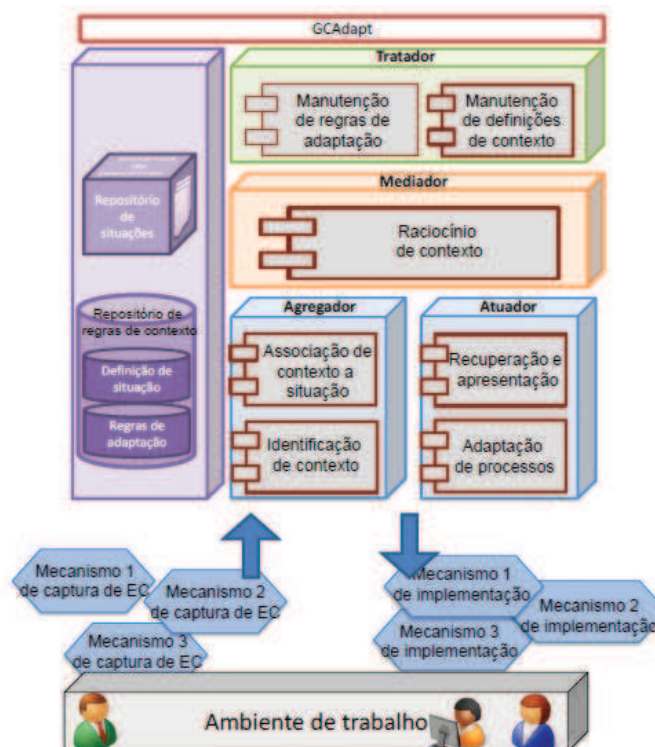 GCAdapt
Tratador
Manutenção
de regras de
adaptação
Manutenção
de definições
de contexto
Mediador
Raciocínio
de contexto
Repositório
de
situações
Repositório de
regras de contexto
Definição de
situação
Regras de
adaptação
Agregador
Associação de
contexto a
situação
Identificação
de contexto
Atuador
Recuperação e
apresentação
Adaptação
de processos
Mecanismo 1
de captura de EC
Mecanismo 2
de captura de EC
Mecanismo 3
de captura de EC
Mecanismo 1
de implementação
Mecanismo 2
de implementação
Mecanismo 3
de implementação
Ambiente de trabalho